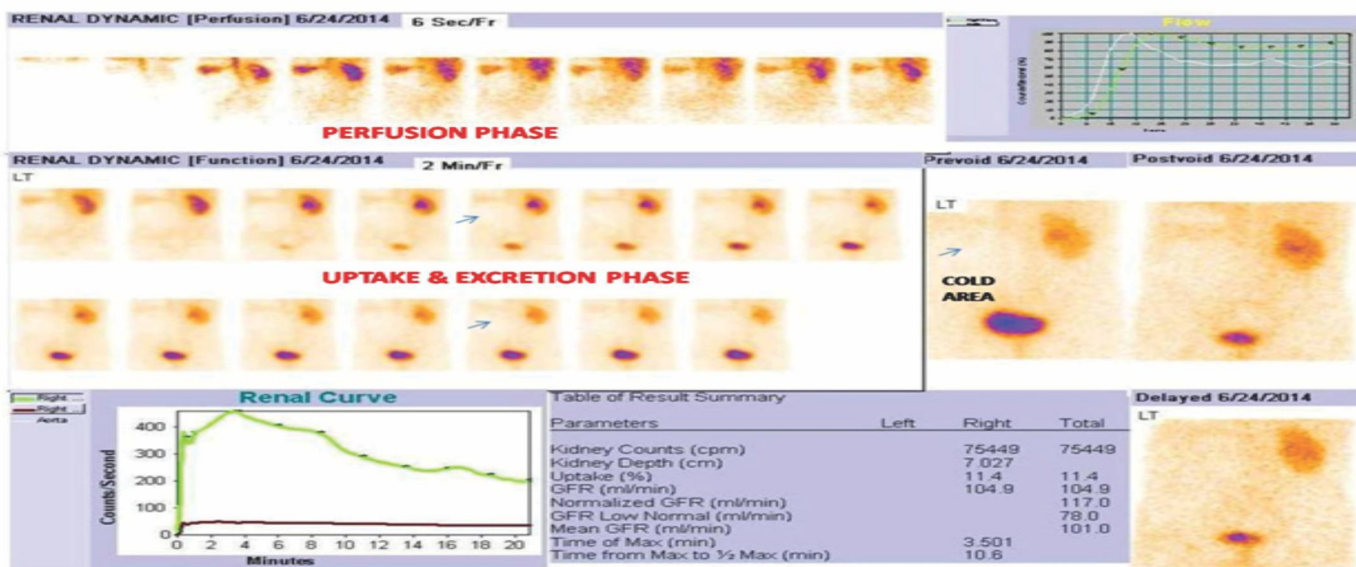 RENAL DYNAMIC [Perfusion] 6/24/2014 6 Sec/Fr
Flow
PERFUSION PHASE
RENAL DYNAMIC [Function] 6/24/2014 2 Min/Fr
LT
UPTAKE & EXCRETION PHASE
Prevoid 6/24/2014
LT
COLD
AREA
Postvoid 6/24/2014
Right
Right
Aorta
Renal Curve
Counts/Second
400
300
200
100
0
0 2 4 6 8 10 12 14 16 18 20
Minutes
Table of Result Summary
Parameters Left Right Total
Kidney Counts (cpm) 75449 75449
Kidney Depth (cm) 7.027
Uptake (%) 11.4 11.4
GFR (ml/min) 104.9 104.9
Normalized GFR (ml/min) 117.0
GFR Low Normal (ml/min) 78.0
Mean GFR (ml/min) 101.0
Time of Max (min) 3.501
Time from Max to ½ Max (min) 10.6
Delayed 6/24/2014
LT